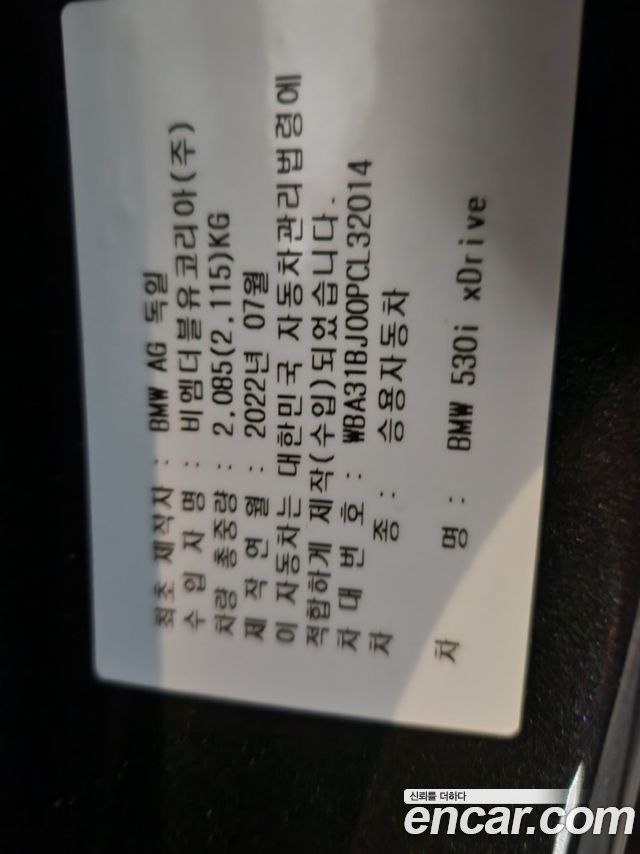 최초 제작자 : BMW AG 독일
수 입 자 명 : 비엠더블유코리아(주)
차량 총중량 : 2,085(2,115)KG
제 작 연 월 : 2022년 07월
이 자동차는 대한민국 자동차관리법령에
적합하게 제작(수입)되었습니다.
차 대 번 호 : WBA31BJ00PCL32014
차 종 : 승용자동차
차 명 : BMW 530i xDrive
신뢰를 더하다
encar.com